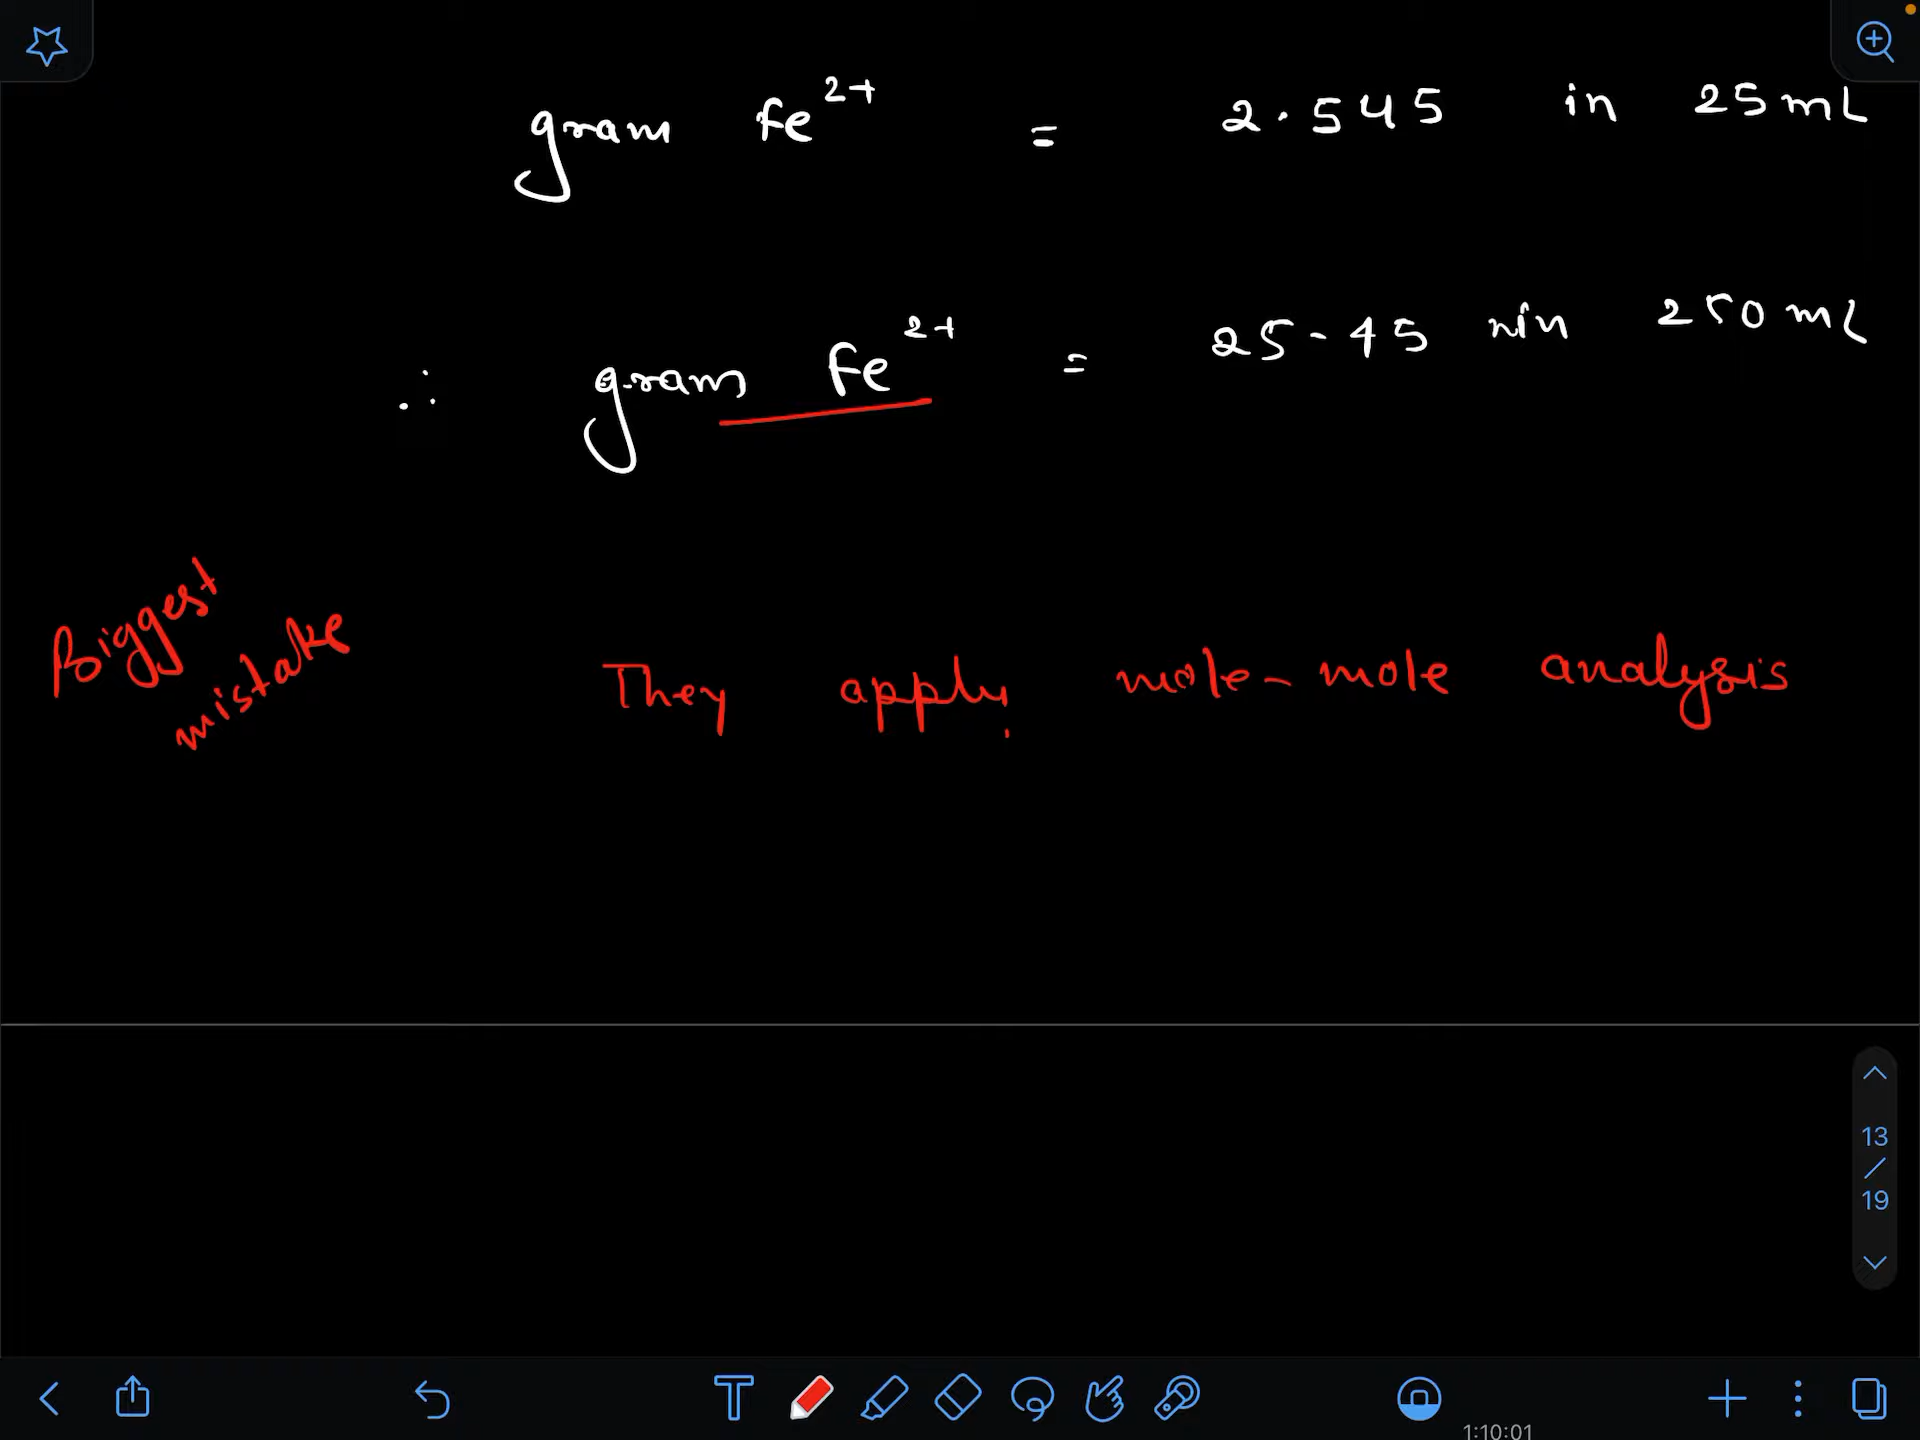 gram Fe2+ = 2.545 in 25 mL
∴ gram Fe2+ = 25.45 in 250 mL
Biggest
mistake
They apply mole-mole analysis
13
/
19
1:10:01